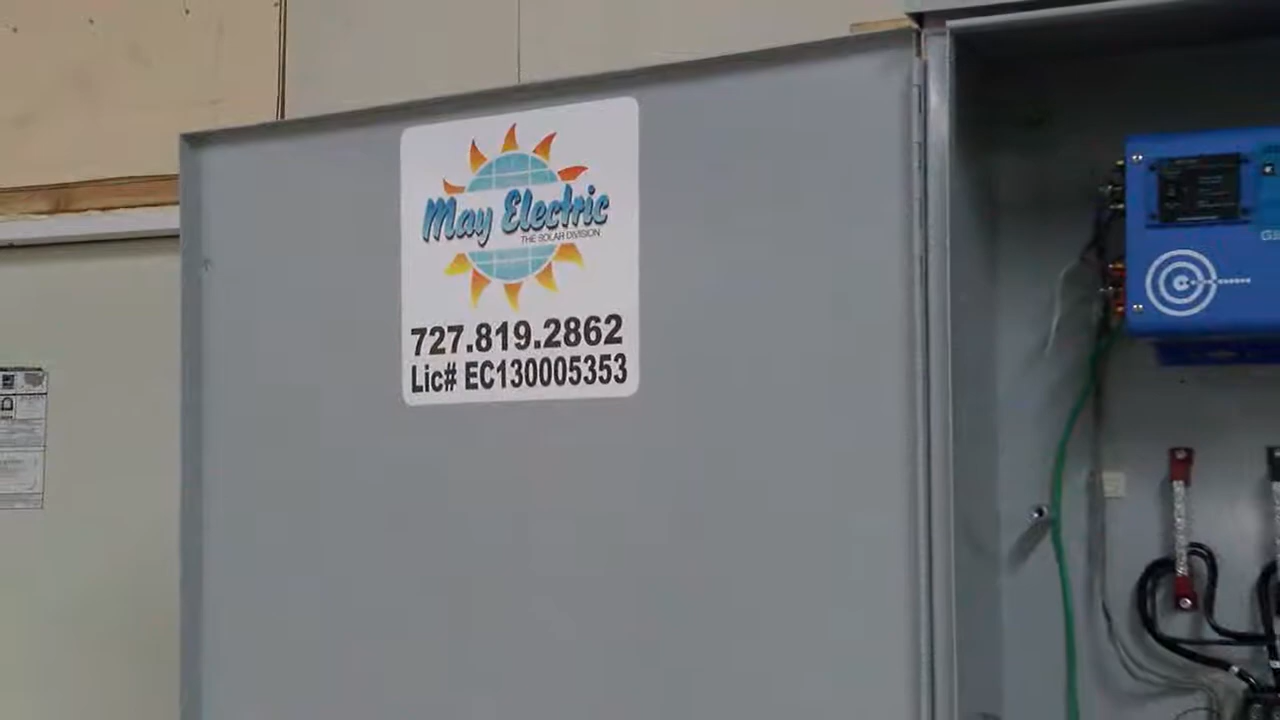 May Electric
THE SOLAR DIVISION
727.819.2862
Lic# EC130005353